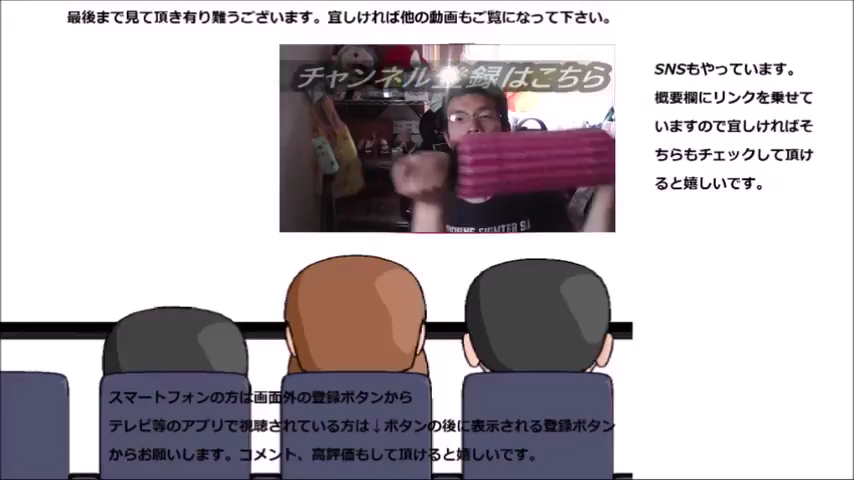 最後まで見て頂き有り難うございます。宜しければ他の動画もご覧になって下さい。
チャンネル登録はこちら
SNSもやっています。
概要欄にリンクを乗せて
いますので宜しければそ
ちらもチェックして頂け
ると嬉しいです。
スマートフォンの方は画面外の登録ボタンから
テレビ等のアプリで視聴されている方は↓ボタンの後に表示される登録ボタン
からお願いします。コメント、高評価もして頂けると嬉しいです。